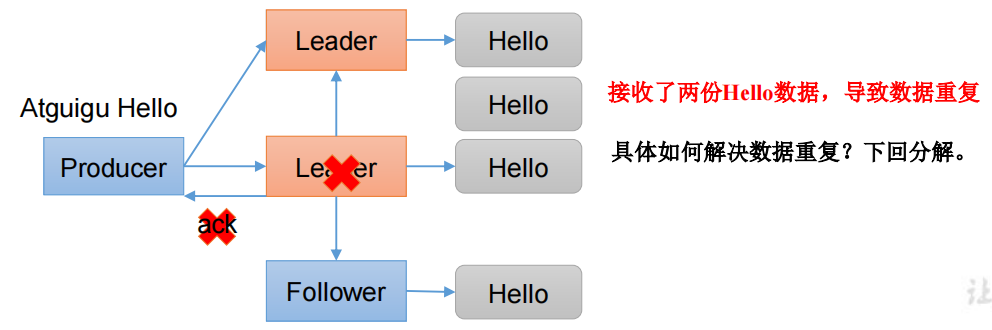 Leader
Hello
Hello
接收了两份Hello数据，导致数据重复
Atguigu Hello
Producer
Leader
Hello
具体如何解决数据重复？下回分解。
ack
Follower
Hello
让